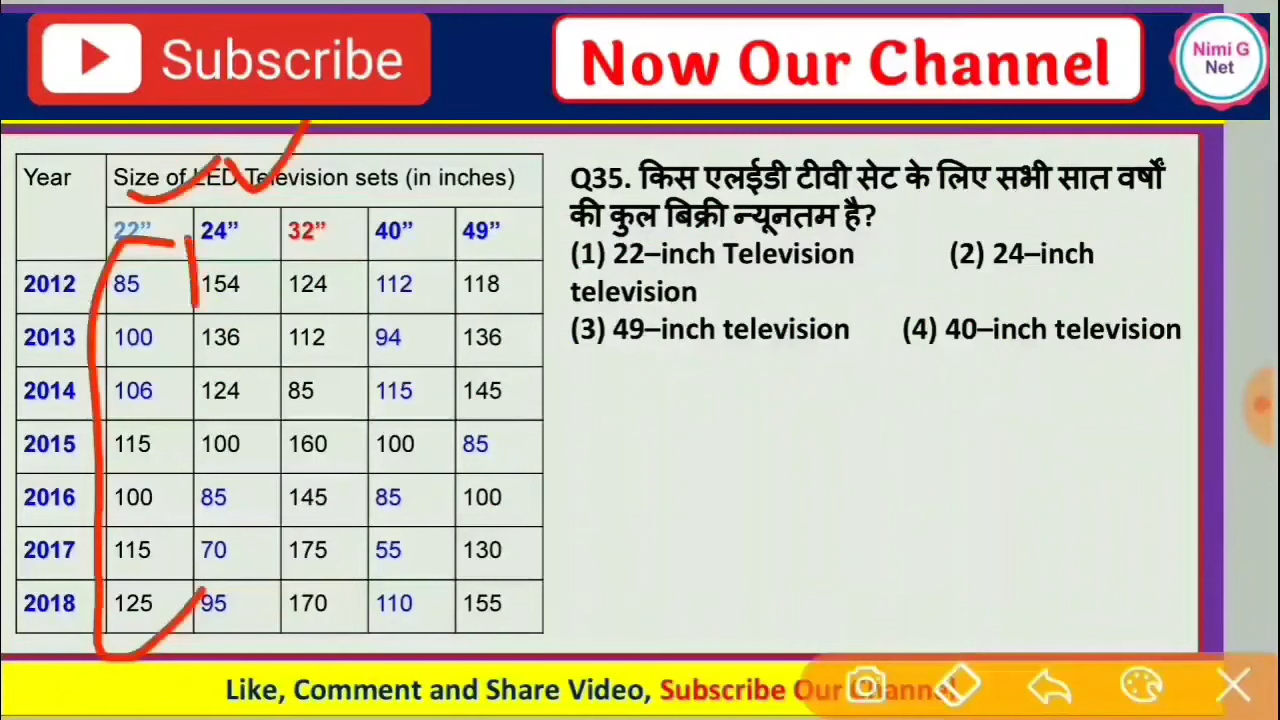 Subscribe
Now Our Channel
Nimi G
Net
Year Size of LED Television sets (in inches)
22” 24” 32” 40” 49”
2012 85 154 124 112 118
2013 100 136 112 94 136
2014 106 124 85 115 145
2015 115 100 160 100 85
2016 100 85 145 85 100
2017 115 70 175 55 130
2018 125 95 170 110 155
Q35. किस एलईडी टीवी सेट के लिए सभी सात वर्षों
की कुल बिक्री न्यूनतम है?
(1) 22–inch Television (2) 24–inch
television
(3) 49–inch television (4) 40–inch television
Like, Comment and Share Video, Subscribe Our Channel